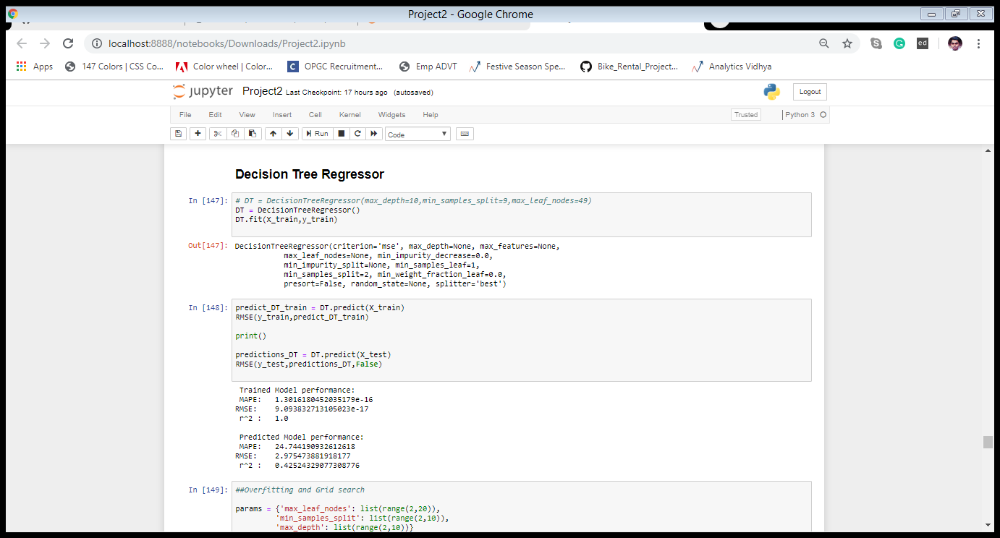 Project2 - Google Chrome
localhost:8888/notebooks/Downloads/Project2.ipynb
ed
Apps
147 Colors | CSS Co...
Color wheel | Color...
C
OPGC Recruitment...
Emp ADVT
Festive Season Spe...
Bike_Rental_Project...
Analytics Vidhya
jupyter
Project2 Last Checkpoint: 17 hours ago (autosaved)
Logout
File Edit View Insert Cell Kernel Widgets Help
Trusted
Python 3
Run
Code
Decision Tree Regressor
In [147]:
# DT = DecisionTreeRegressor(max_depth=10,min_samples_split=9,max_leaf_nodes=49)
DT = DecisionTreeRegressor()
DT.fit(X_train,y_train)
Out[147]:
DecisionTreeRegressor(criterion='mse', max_depth=None, max_features=None,
max_leaf_nodes=None, min_impurity_decrease=0.0,
min_impurity_split=None, min_samples_leaf=1,
min_samples_split=2, min_weight_fraction_leaf=0.0,
presort=False, random_state=None, splitter='best')
In [148]:
predict_DT_train = DT.predict(X_train)
RMSE(y_train,predict_DT_train)
print()
predictions_DT = DT.predict(X_test)
RMSE(y_test,predictions_DT,False)
Trained Model performance:
MAPE: 1.3016180452035179e-16
RMSE: 9.093832713105023e-17
r^2 : 1.0
Predicted Model performance:
MAPE: 24.744190932612618
RMSE: 2.975473881918177
r^2 : 0.42524329077308776
In [149]:
##Overfitting and Grid search
params = {'max_leaf_nodes': list(range(2,20)),
'min_samples_split': list(range(2,10)),
'max_depth': list(range(2,10))}